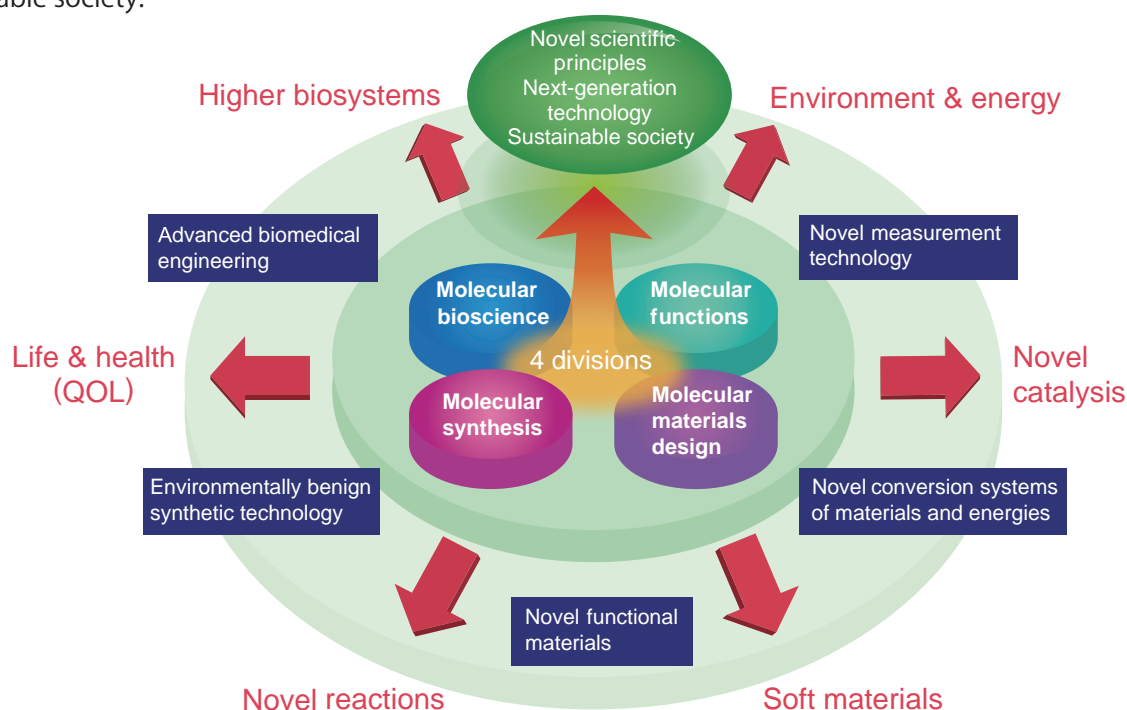 able society.
Novel scientific
principles
Next-generation
technology
Sustainable society
Higher biosystems
Environment & energy
Advanced biomedical
engineering
Novel measurement
technology
Molecular
bioscience
Molecular
functions
4 divisions
Life & health
(QOL)
Novel
catalysis
Molecular
synthesis
Molecular
materials
design
Environmentally benign
synthetic technology
Novel conversion systems
of materials and energies
Novel functional
materials
Novel reactions
Soft materials